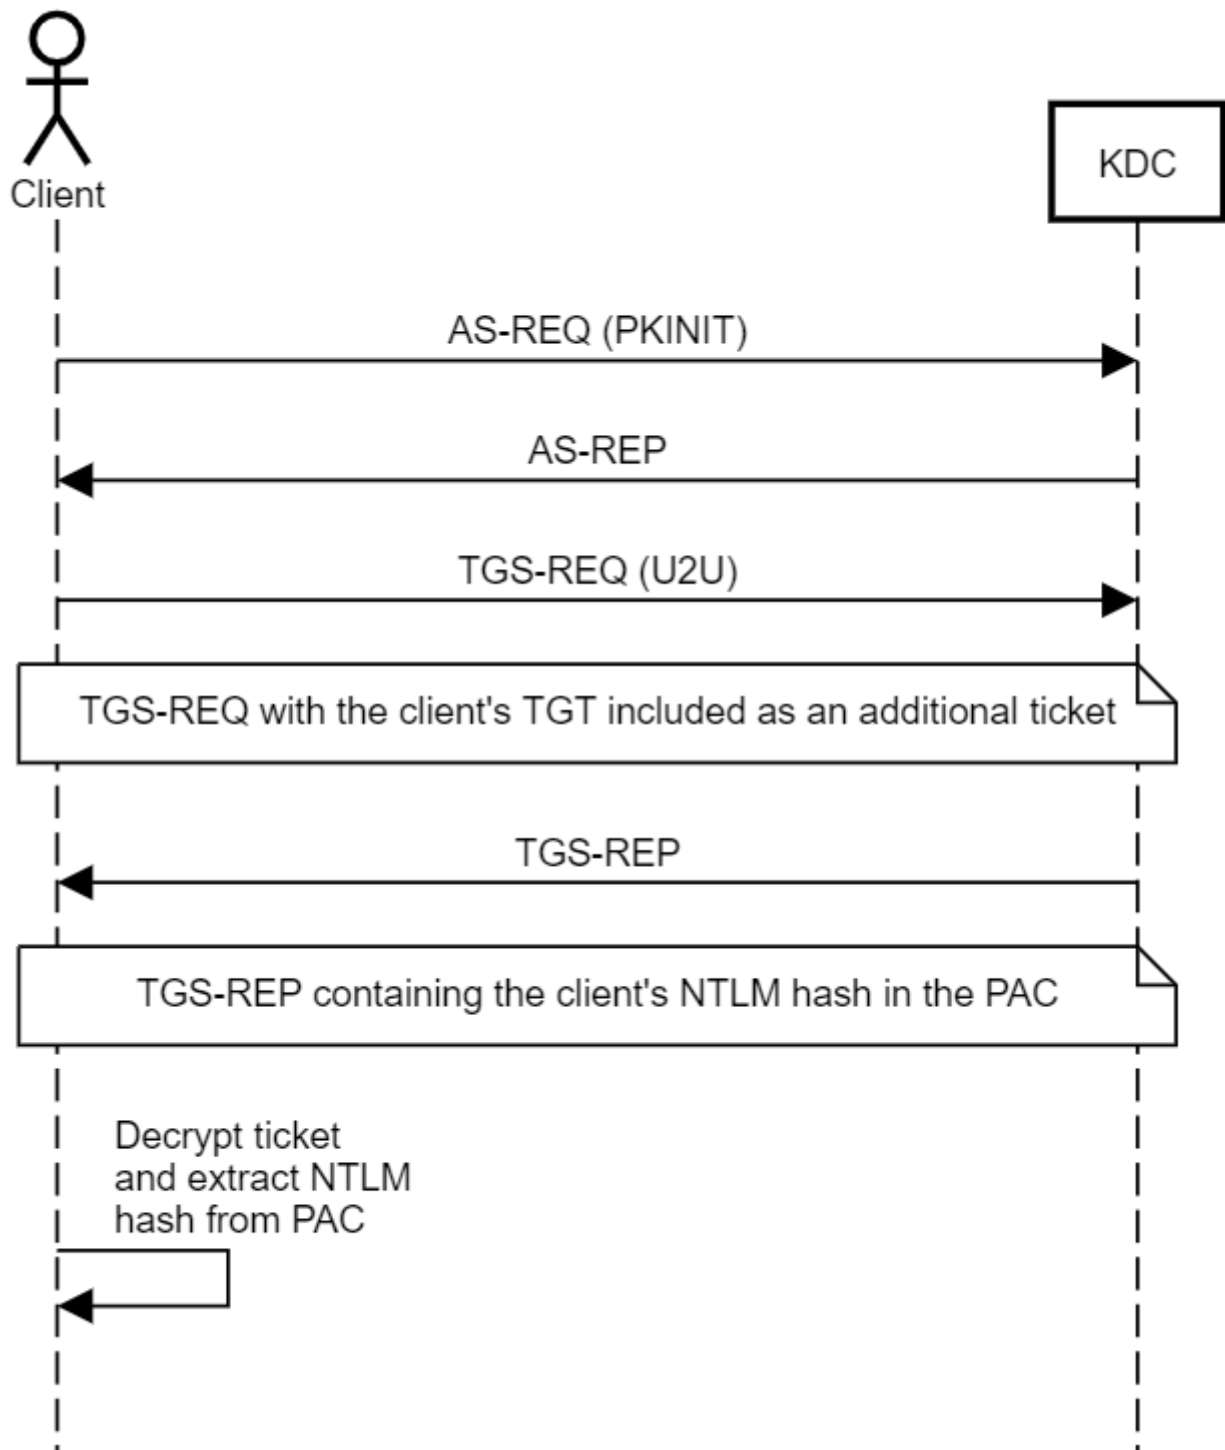 Client
KDC
AS-REQ (PKINIT)
AS-REP
TGS-REQ (U2U)
TGS-REQ with the client's TGT included as an additional ticket
TGS-REP
TGS-REP containing the client's NTLM hash in the PAC
Decrypt ticket
and extract NTLM
hash from PAC